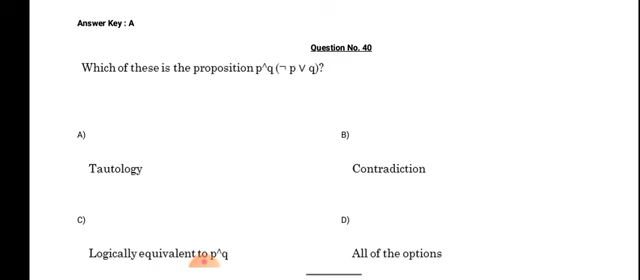 Answer Key : A
Question No. 40
Which of these is the proposition p^q (¬ p ∨ q)?
A)
B)
Tautology
Contradiction
C)
D)
Logically equivalent to p^q
All of the options